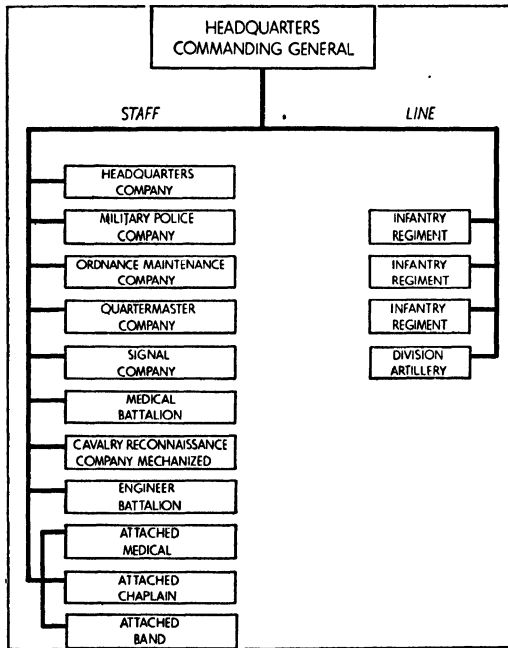 HEADQUARTERS
COMMANDING GENERAL
STAFF
LINE
HEADQUARTERS
COMPANY
MILITARY POLICE
COMPANY
ORDNANCE MAINTENANCE
COMPANY
QUARTERMASTER
COMPANY
SIGNAL
COMPANY
MEDICAL
BATTALION
CAVALRY RECONNAISSANCE
COMPANY MECHANIZED
ENGINEER
BATTALION
ATTACHED
MEDICAL
ATTACHED
CHAPLAIN
ATTACHED
BAND
INFANTRY
REGIMENT
INFANTRY
REGIMENT
INFANTRY
REGIMENT
DIVISION
ARTILLERY